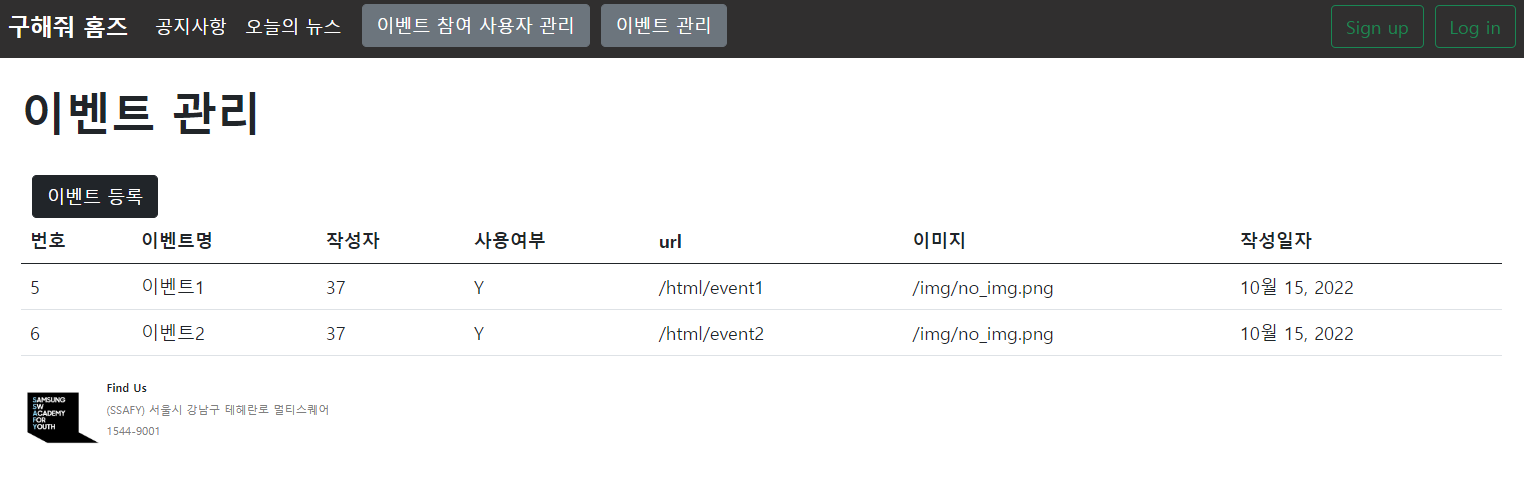 구해줘 홈즈 공지사항 오늘의 뉴스 이벤트 참여 사용자 관리 이벤트 관리 Sign up Log in
이벤트 관리
이벤트 등록
번호 이벤트명 작성자 사용여부 url 이미지 작성일자
5 이벤트1 37 Y /html/event1 /img/no_img.png 10월 15, 2022
6 이벤트2 37 Y /html/event2 /img/no_img.png 10월 15, 2022
Find Us
(SSAFY) 서울시 강남구 테헤란로 멀티스퀘어
1544-9001
SAMSUNG
SW
ACADEMY
FOR
YOUTH